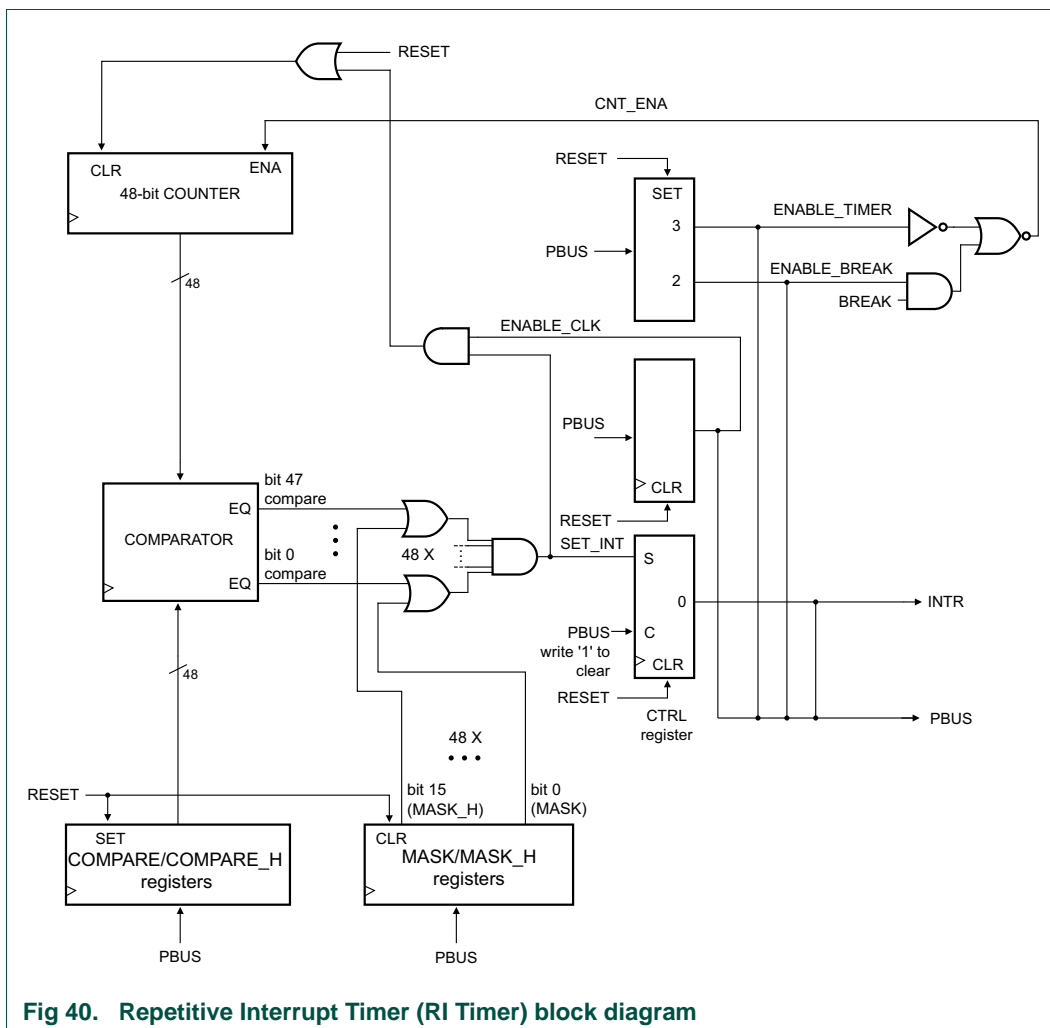 RESET
CNT_ENA
CLR
ENA
48-bit COUNTER
RESET
SET
3
ENABLE_TIMER
PBUS
2
ENABLE_BREAK
BREAK
48
ENABLE_CLK
PBUS
CLR
RESET
bit 47
compare
EQ
COMPARATOR
48 X
bit 0
compare
EQ
SET_INT
S
0
INTR
PBUS
write '1' to
clear
C
CLR
RESET
CTRL
register
PBUS
48
48 X
RESET
bit 15
(MASK_H)
bit 0
(MASK)
SET
COMPARE/COMPARE_H
registers
CLR
MASK/MASK_H
registers
PBUS
PBUS
Fig 40. Repetitive Interrupt Timer (RI Timer) block diagram